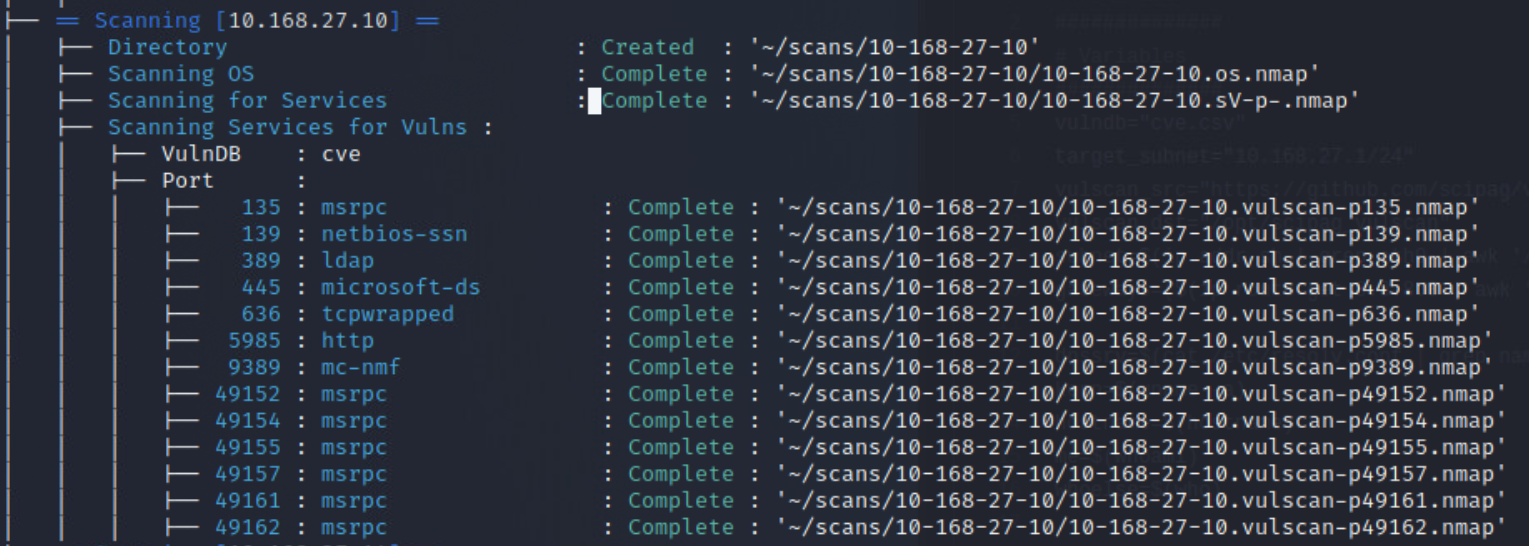 ├── == Scanning [10.168.27.10] ==
├── Directory : Created : '~/scans/10-168-27-10'
├── Scanning OS : Complete : '~/scans/10-168-27-10/10-168-27-10.os.nmap'
├── Scanning for Services : Complete : '~/scans/10-168-27-10/10-168-27-10.sV-p-.nmap'
├── Scanning Services for Vulns :
├── VulnDB : cve
├── Port :
├── 135 : msrpc : Complete : '~/scans/10-168-27-10/10-168-27-10.vulscan-p135.nmap'
├── 139 : netbios-ssn : Complete : '~/scans/10-168-27-10/10-168-27-10.vulscan-p139.nmap'
├── 389 : ldap : Complete : '~/scans/10-168-27-10/10-168-27-10.vulscan-p389.nmap'
├── 445 : microsoft-ds : Complete : '~/scans/10-168-27-10/10-168-27-10.vulscan-p445.nmap'
├── 636 : tcpwrapped : Complete : '~/scans/10-168-27-10/10-168-27-10.vulscan-p636.nmap'
├── 5985 : http : Complete : '~/scans/10-168-27-10/10-168-27-10.vulscan-p5985.nmap'
├── 9389 : mc-nmf : Complete : '~/scans/10-168-27-10/10-168-27-10.vulscan-p9389.nmap'
├── 49152 : msrpc : Complete : '~/scans/10-168-27-10/10-168-27-10.vulscan-p49152.nmap'
├── 49154 : msrpc : Complete : '~/scans/10-168-27-10/10-168-27-10.vulscan-p49154.nmap'
├── 49155 : msrpc : Complete : '~/scans/10-168-27-10/10-168-27-10.vulscan-p49155.nmap'
├── 49157 : msrpc : Complete : '~/scans/10-168-27-10/10-168-27-10.vulscan-p49157.nmap'
├── 49161 : msrpc : Complete : '~/scans/10-168-27-10/10-168-27-10.vulscan-p49161.nmap'
├── 49162 : msrpc : Complete : '~/scans/10-168-27-10/10-168-27-10.vulscan-p49162.nmap'
##############
# Variables
vulndb="cve.csv"
target_subnet="10.168.27.1/24"
vulscan_src="https://github.com/scipag/